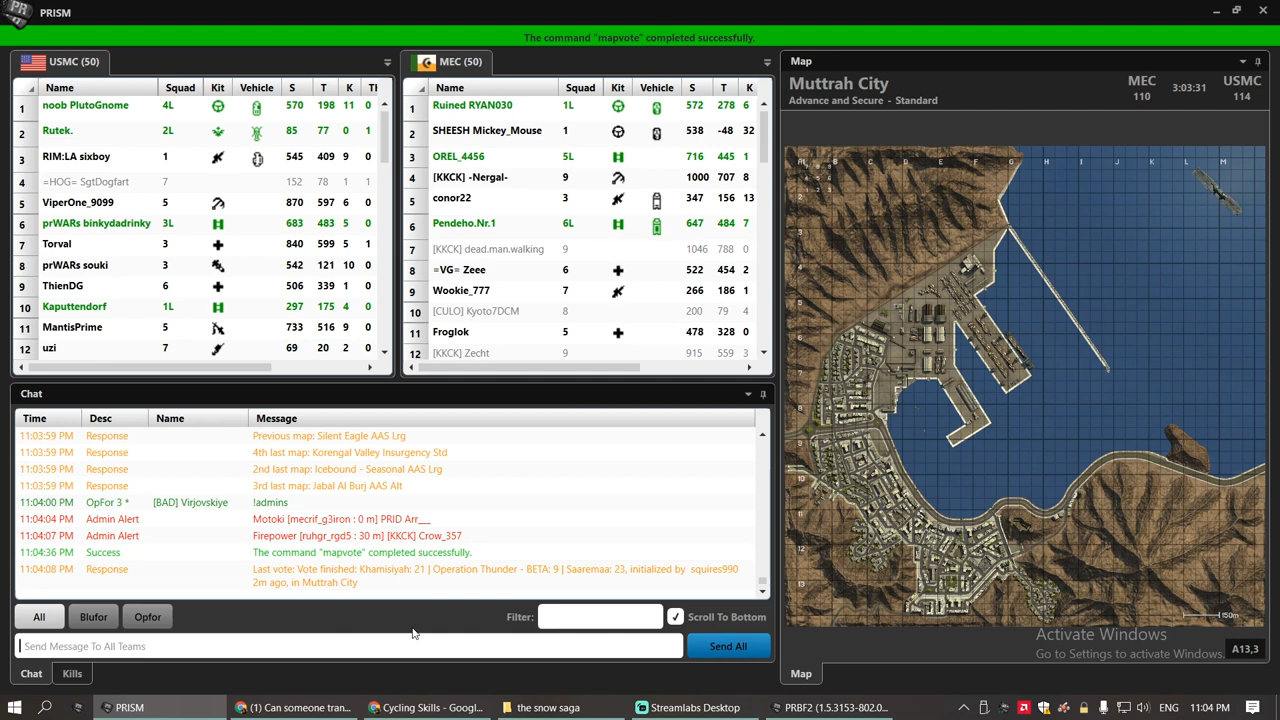 PR PRISM
The command "mapvote" completed successfully.
USMC (50)
Name Squad Kit Vehicle S T K
1 noob PlutoGnome 4L 570 198 11 0
2 Rutek. 2L 85 77 0 1
3 RIM:LA sixboy 1 545 409 9 0
4 =HOG= SgtDogfart 7 152 78 1 1
5 ViperOne_9099 5 870 597 6 0
6 prWARs binkydadrinky 3L 683 483 5 0
7 Torval 3 840 599 5 1
8 prWARs souki 3 542 121 10 0
9 ThienDG 6 506 339 1 0
10 Kaputtendorf 1L 297 175 4 0
11 MantisPrime 5 733 516 9 0
12 uzi 7 69 20 2 0
MEC (50)
Name Squad Kit Vehicle S T K
1 Ruined RYAN030 1L 572 278 6
2 SHEESH Mickey_Mouse 1 538 -48 32
3 OREL_4456 5L 716 445 1
4 [KKCK] -Nergal- 9 1000 707 8
5 conor22 3 347 156 13
6 Pendeho.Nr.1 6L 647 484 7
7 [KKCK] dead.man.walking 9 1046 788 0
8 =VG= Zeee 6 522 454 2
9 Wookie_777 7 266 186 1
10 [CULO] Kyoto7DCM 8 200 79 4
11 Froglok 5 478 328 0
12 [KKCK] Zecht 9 915 559 3
Chat
Time Desc Name Message
11:03:59 PM Response Previous map: Silent Eagle AAS Lrg
11:03:59 PM Response 4th last map: Korengal Valley Insurgency Std
11:03:59 PM Response 2nd last map: Icebound - Seasonal AAS Lrg
11:03:59 PM Response 3rd last map: Jabal Al Burj AAS Alt
11:04:00 PM OpFor 3 * [BAD] Virjovskiye !admins
11:04:04 PM Admin Alert Motoki [mecrif_g3iron : 0 m] PRID Arr___
11:04:07 PM Admin Alert Firepower [ruhgr_rgd5 : 30 m] [KKCK] Crow_357
11:04:36 PM Success The command "mapvote" completed successfully.
11:04:08 PM Response Last vote: Vote finished: Khamisiyah: 21 | Operation Thunder - BETA: 9 | Saaremaa: 23, initialized by squires990
2m ago, in Muttrah City
All Blufor Opfor Filter: Scroll To Bottom
Send Message To All Teams Send All
Chat Kills
Map
Muttrah City MEC 3:03:31 USMC
Advance and Secure - Standard 110 114
A B C D E F G H I J K L M
2
5
6
7
8
9
10
11
12
13
150m
Activate Windows
Go to Settings to activate Windows.
A13,3
Map
PRISM (1) Can someone tran... Cycling Skills - Googl... the snow saga Streamlabs Desktop PRBF2 (1.5.3153-802.0... 11:04 PM